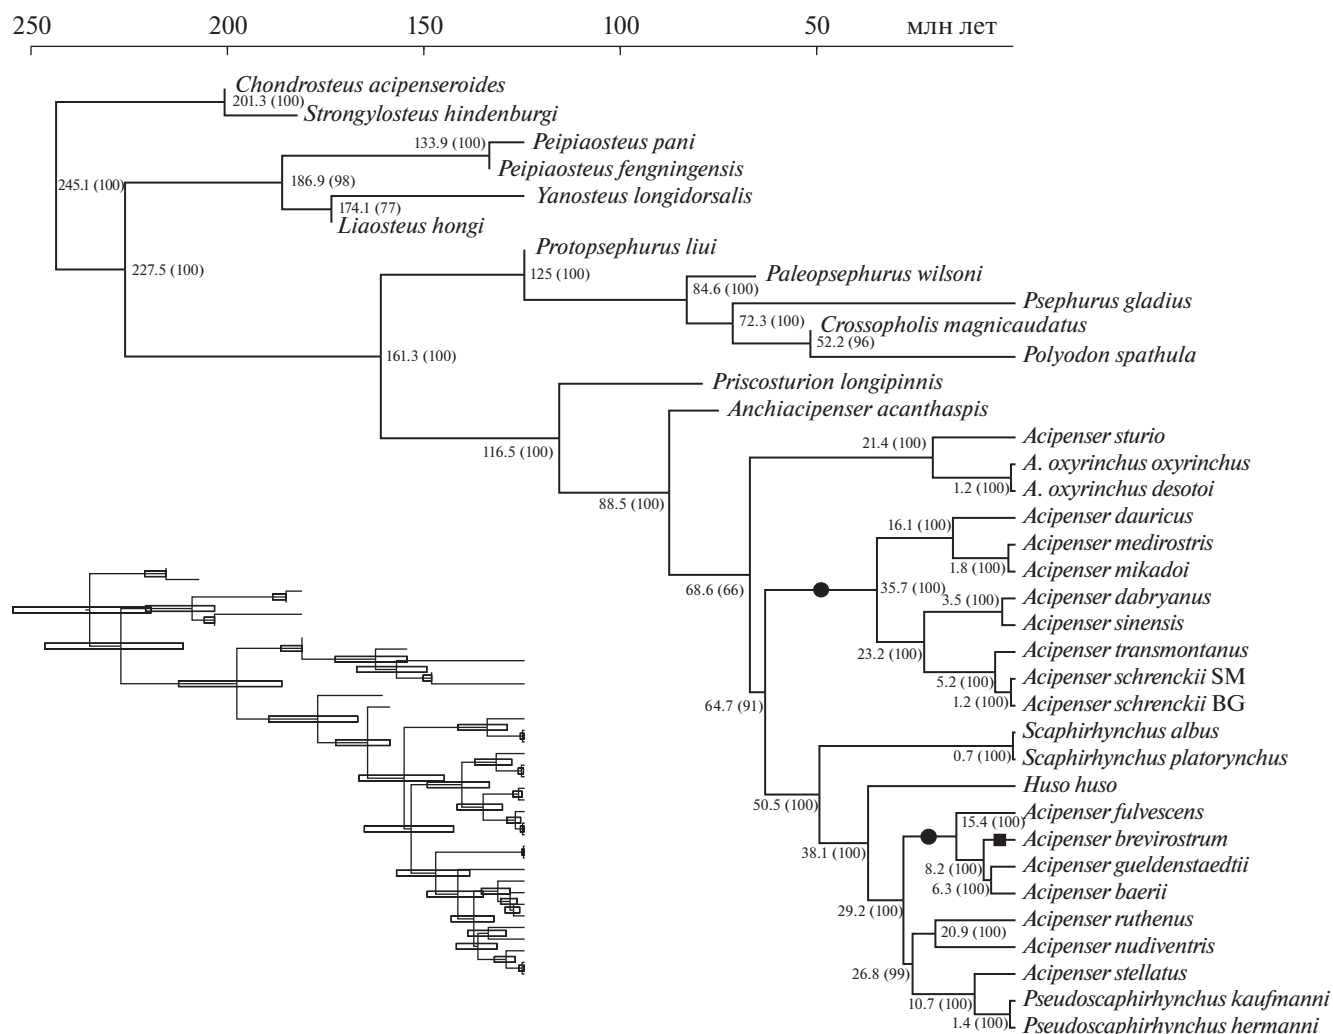 250 200 150 100 50 млн лет
Chondrosteus acipenseroides
201.3 (100)
Strongylosteus hindenburgi
133.9 (100)
Peipiaosteus pani
Peipiaosteus fengningensis
245.1 (100)
186.9 (98)
Yanosteus longidorsalis
174.1 (77)
Liaosteus hongi
Protopsephurus liui
227.5 (100)
125 (100)
Paleopsephurus wilsoni
84.6 (100)
Psephurus gladius
72.3 (100)
Crossopholis magnicaudatus
52.2 (96)
161.3 (100)
Polyodon spathula
Priscosturion longipinnis
Anchiacipenser acanthaspis
116.5 (100)
21.4 (100)
Acipenser sturio
A. oxyrinchus oxyrinchus
1.2 (100)
A. oxyrinchus desotoi
88.5 (100)
Acipenser dauricus
16.1 (100)
Acipenser medirostris
1.8 (100)
Acipenser mikadoi
68.6 (66)
35.7 (100)
3.5 (100)
Acipenser dabryanus
Acipenser sinensis
23.2 (100)
Acipenser transmontanus
5.2 (100)
Acipenser schrenckii SM
1.2 (100)
Acipenser schrenckii BG
64.7 (91)
Scaphirhynchus albus
0.7 (100)
Scaphirhynchus platorynchus
Huso huso
50.5 (100)
Acipenser fulvescens
15.4 (100)
Acipenser brevirostrum
38.1 (100)
8.2 (100)
Acipenser gueldenstaedtii
6.3 (100)
Acipenser baerii
29.2 (100)
Acipenser ruthenus
20.9 (100)
Acipenser nudiventris
26.8 (99)
Acipenser stellatus
10.7 (100)
Pseudoscaphirhynchus kaufmanni
1.4 (100)
Pseudoscaphirhynchus hermanni